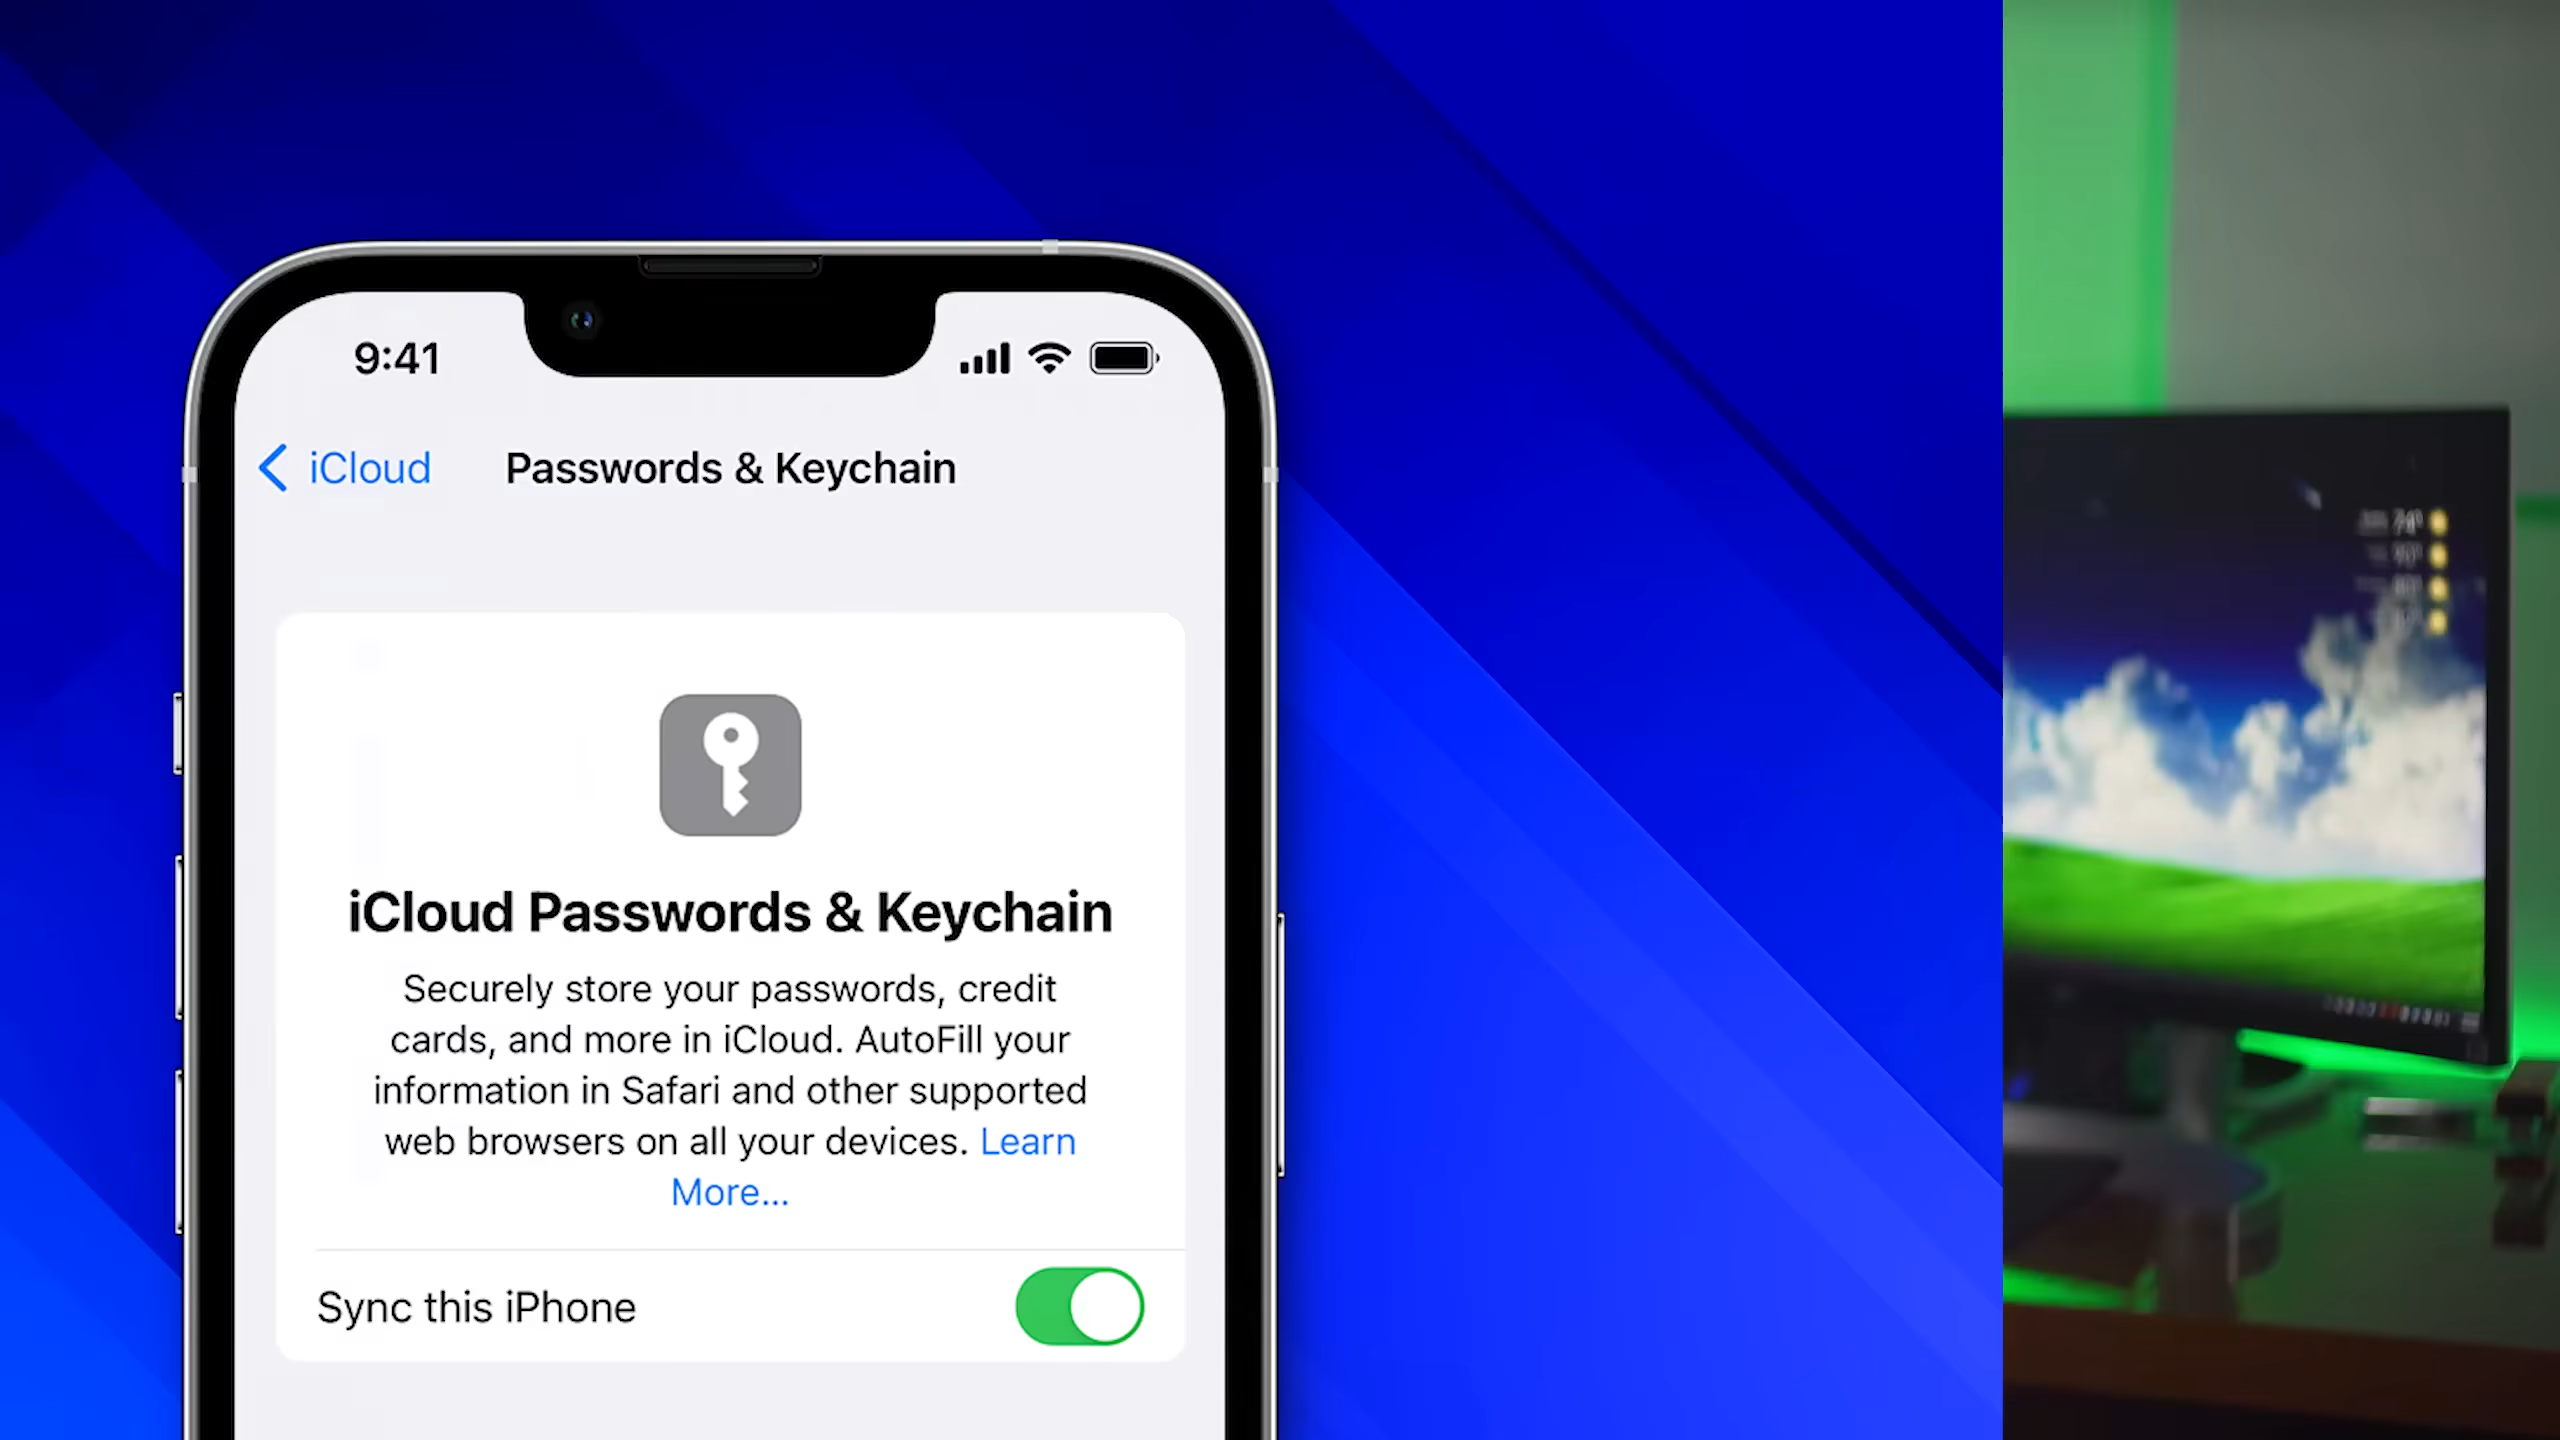 9:41
iCloud Passwords & Keychain
iCloud Passwords & Keychain
Securely store your passwords, credit
cards, and more in iCloud. AutoFill your
information in Safari and other supported
web browsers on all your devices. Learn
More...
Sync this iPhone
74°